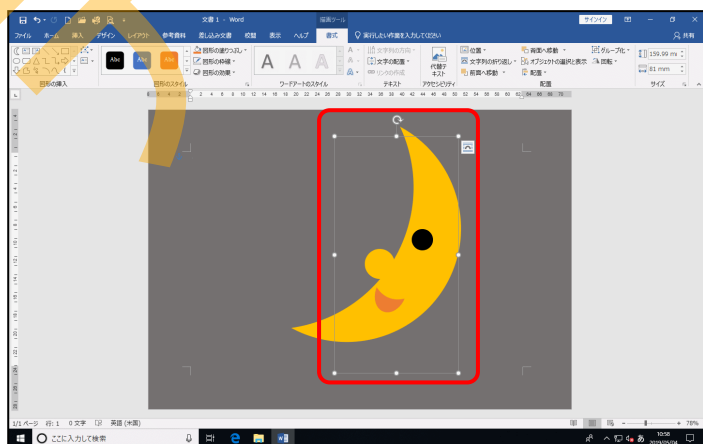 文書 1 - Word
描画ツール
サインイン
ファイル ホーム 挿入 デザイン レイアウト 参考資料 差し込み文書 校閲 表示 ヘルプ 書式 実行したい作業を入力してください 共有
Abc Abc Abc
図形の塗りつぶし
図形の枠線
図形の効果
A A A
文字列の方向
文字の配置
リンクの作成
代替テキスト
位置
文字列の折り返し
前面へ移動
背面へ移動
オブジェクトの選択と表示
配置
グループ化
回転
159.99 mm
81 mm
図形の挿入 図形のスタイル ワードアートのスタイル テキスト アクセシビリティ 配置 サイズ
1/1 ページ 行: 1 0 文字 英語 (米国) 78%
ここに入力して検索
あ
10:58
2019/05/04